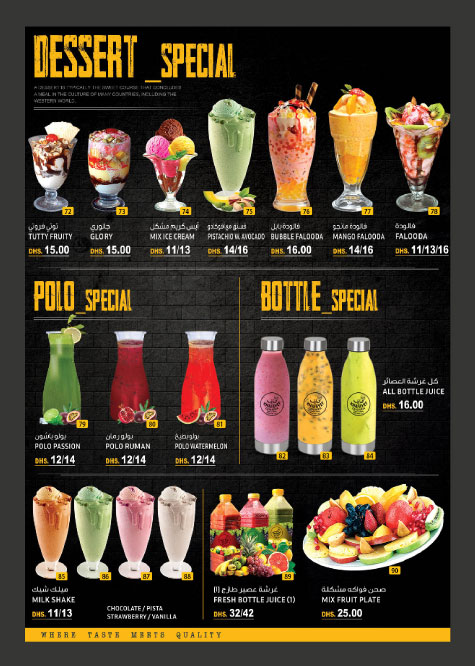 DESSERT _SPECIAL
A DESSERT IS TYPICALLY THE SWEET COURSE THAT CONCLUDES
A MEAL IN THE CULTURE OF MANY COUNTRIES, INCLUDING THE
WESTERN WORLD.
72 73 74 75 76 77 78
توتي فروتي
TUTTY FRUITY
DHS. 15.00
جلوري
GLORY
DHS. 15.00
آيس كريم مشكل
MIX ICE CREAM
DHS. 11/13
فستق مع افوكادو
PISTACHIO W AVOCADO
DHS. 14/16
فالودة بابل
BUBBLE FALOODA
DHS. 16.00
فالودة مانجو
MANGO FALOODA
DHS. 14/16
فالودة
FALOODA
DHS. 11/13/16
POLO _SPECIAL
79 80 81
بولو باشون
POLO PASSION
DHS. 12/14
بولو رمان
POLO RUMAN
DHS. 12/14
بولو بطيخ
POLO WATERMELON
DHS. 12/14
BOTTLE _SPECIAL
82 83 84
كل غرشة العصائر
ALL BOTTLE JUICE
DHS. 16.00
85 86 87 88
ميلك شيك
MILK SHAKE
DHS. 11/13
CHOCOLATE / PISTA
STRAWBERRY / VANILLA
89
غرشة عصير طازج (١)
FRESH BOTTLE JUICE (1)
DHS. 32/42
90
صحن فواكه مشكلة
MIX FRUIT PLATE
DHS. 25.00
WHERE TASTE MEETS QUALITY